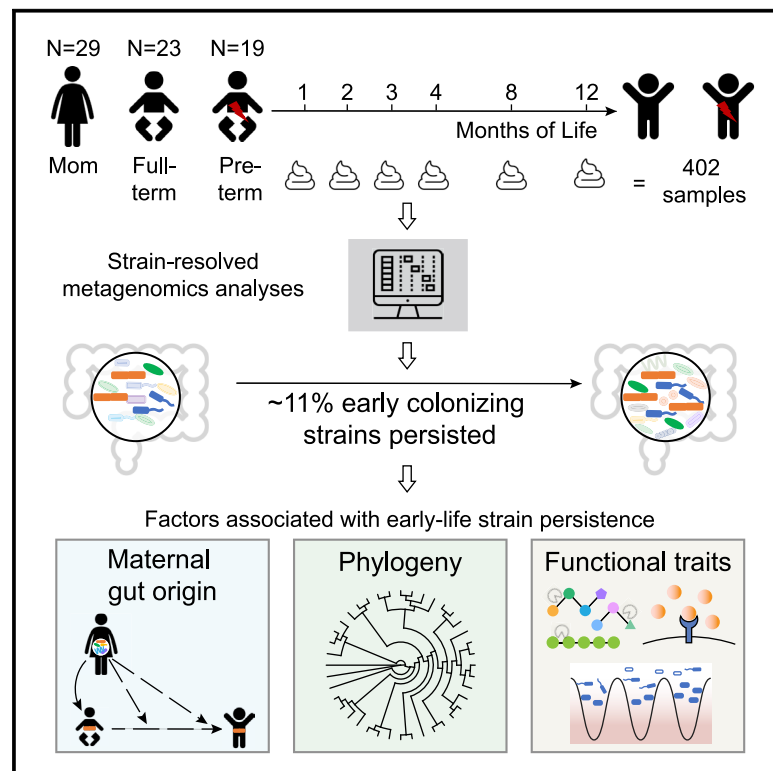 N=29 N=23 N=19
1 2 3 4 8 12
Months of Life
Mom Full-term Pre-term
= 402 samples
Strain-resolved
metagenomics analyses
~11% early colonizing
strains persisted
Factors associated with early-life strain persistence
Maternal
gut origin
Phylogeny
Functional traits